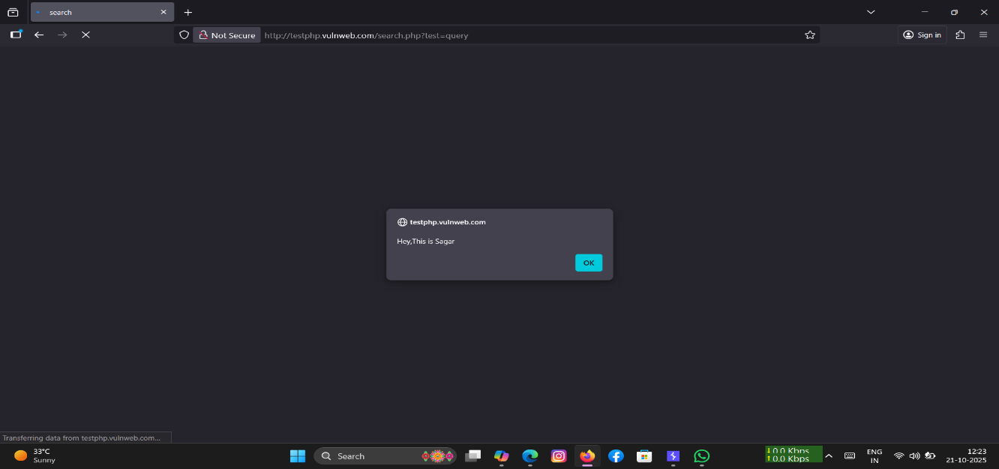 search
Not Secure
http://testphp.vulnweb.com/search.php?test=query
Sign in
testphp.vulnweb.com
Hey,This is Sagar
OK
Transferring data from testphp.vulnweb.com...
33°C
Sunny
Search
0.0 Kbps
0.0 Kbps
ENG
IN
12:23
21-10-2025